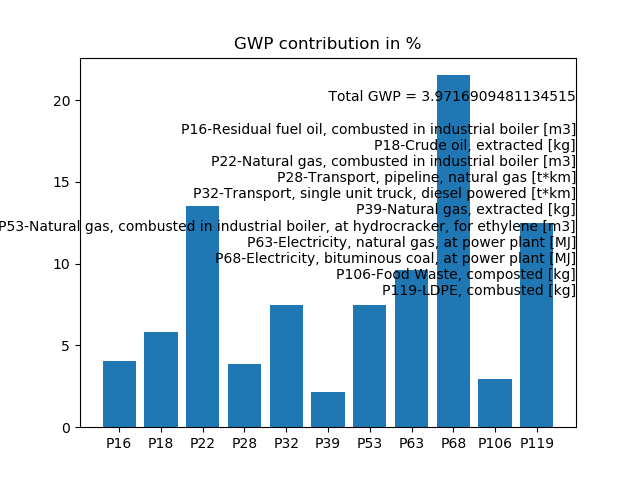 GWP contribution in %
Total GWP = 3.9716909481134515
P16-Residual fuel oil, combusted in industrial boiler [m3]
P18-Crude oil, extracted [kg]
P22-Natural gas, combusted in industrial boiler [m3]
P28-Transport, pipeline, natural gas [t*km]
P32-Transport, single unit truck, diesel powered [t*km]
P39-Natural gas, extracted [kg]
P53-Natural gas, combusted in industrial boiler, at hydrocracker, for ethylene [m3]
P63-Electricity, natural gas, at power plant [MJ]
P68-Electricity, bituminous coal, at power plant [MJ]
P106-Food Waste, composted [kg]
P119-LDPE, combusted [kg]
20
15
10
5
0
P16 P18 P22 P28 P32 P39 P53 P63 P68 P106 P119